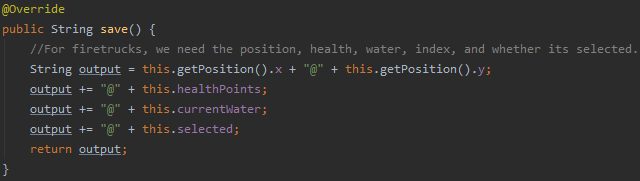 @Override
public String save() {
    //For firetrucks, we need the position, health, water, index, and whether its selected.
    String output = this.getPosition().x + "@" + this.getPosition().y;
    output += "@" + this.healthPoints;
    output += "@" + this.currentWater;
    output += "@" + this.selected;
    return output;
}